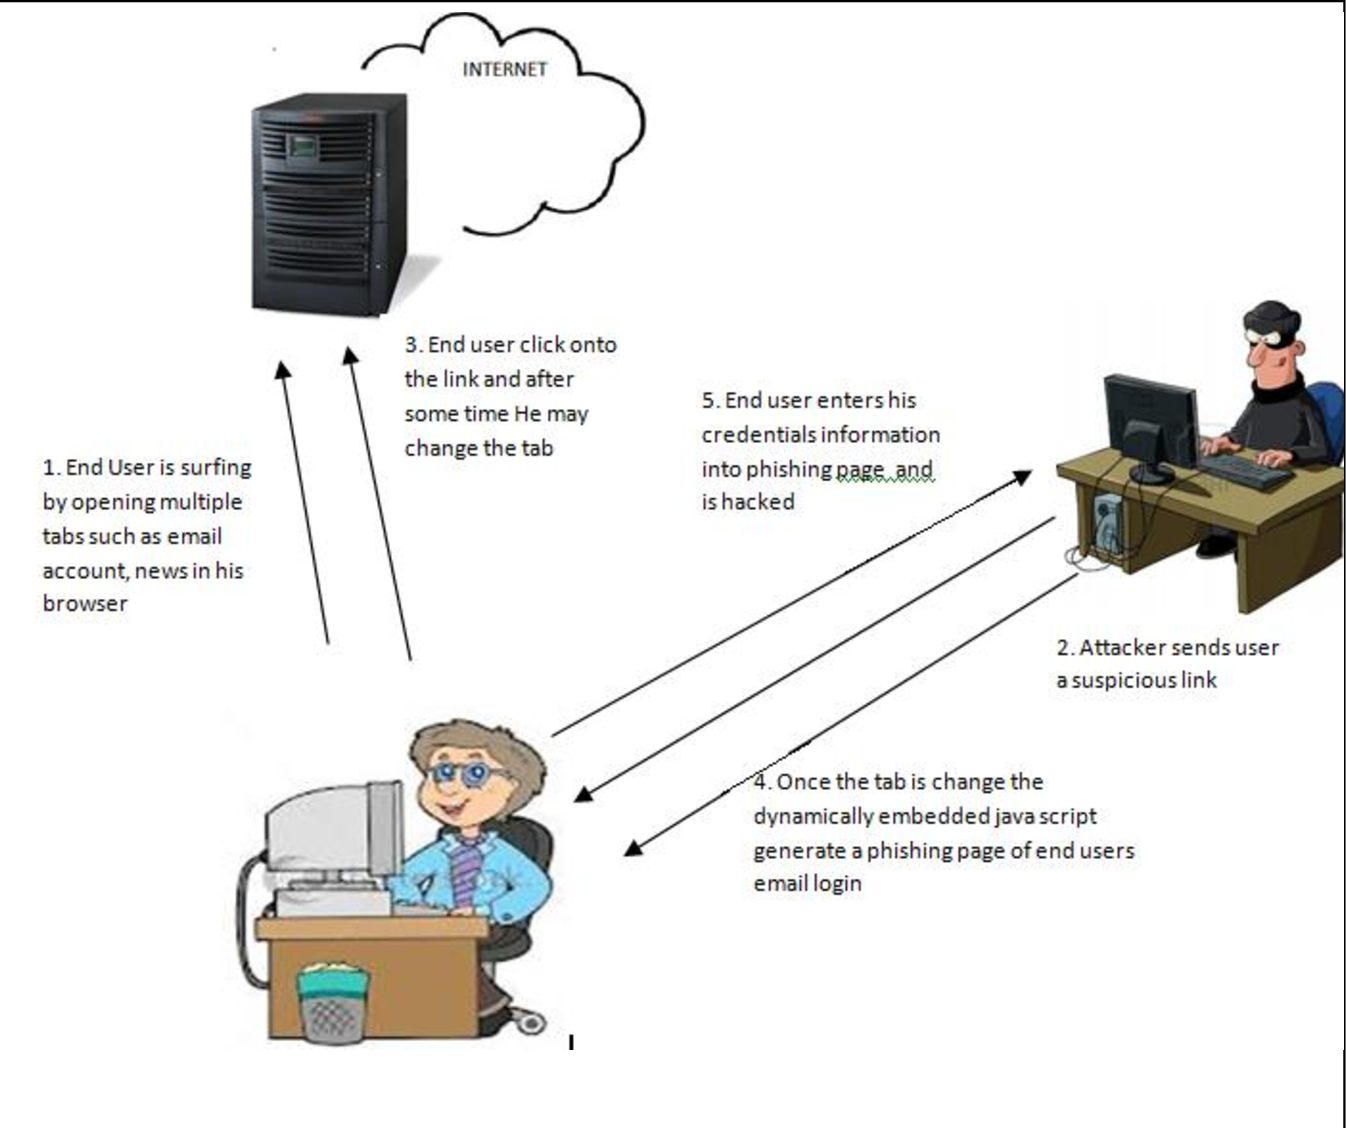 INTERNET
3. End user click onto
the link and after
some time He may
change the tab
5. End user enters his
credentials information
into phishing page  and
is hacked
1. End User is surfing
by opening multiple
tabs such as email
account, news in his
browser
2. Attacker sends user
a suspicious link
4. Once the tab is change the
dynamically embedded java script
generate a phishing page of end users
email login